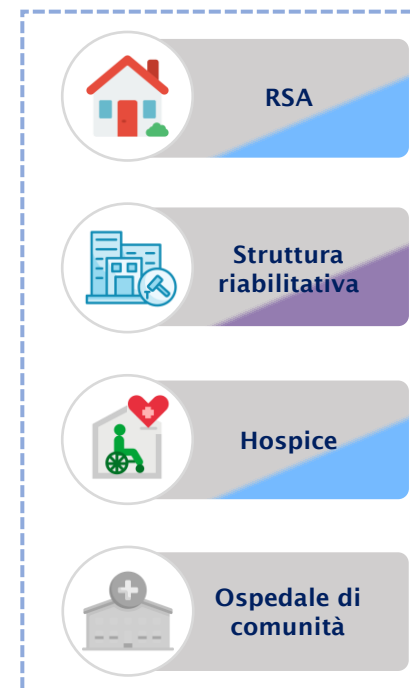 RSA
Struttura
riabilitativa
Hospice
Ospedale di
comunità